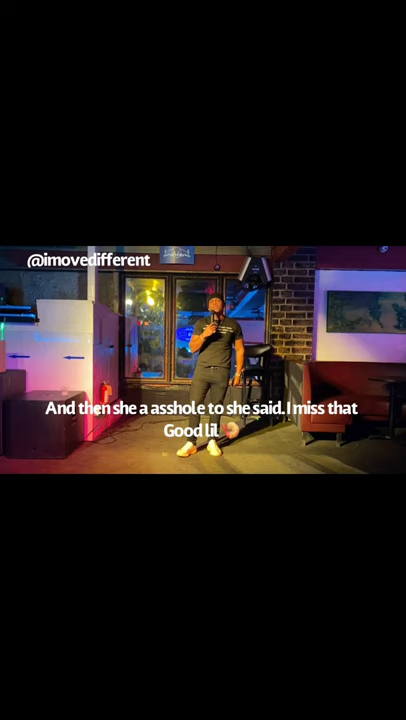 @imovedifferent
And then she a asshole to she said. I miss that
Good lil